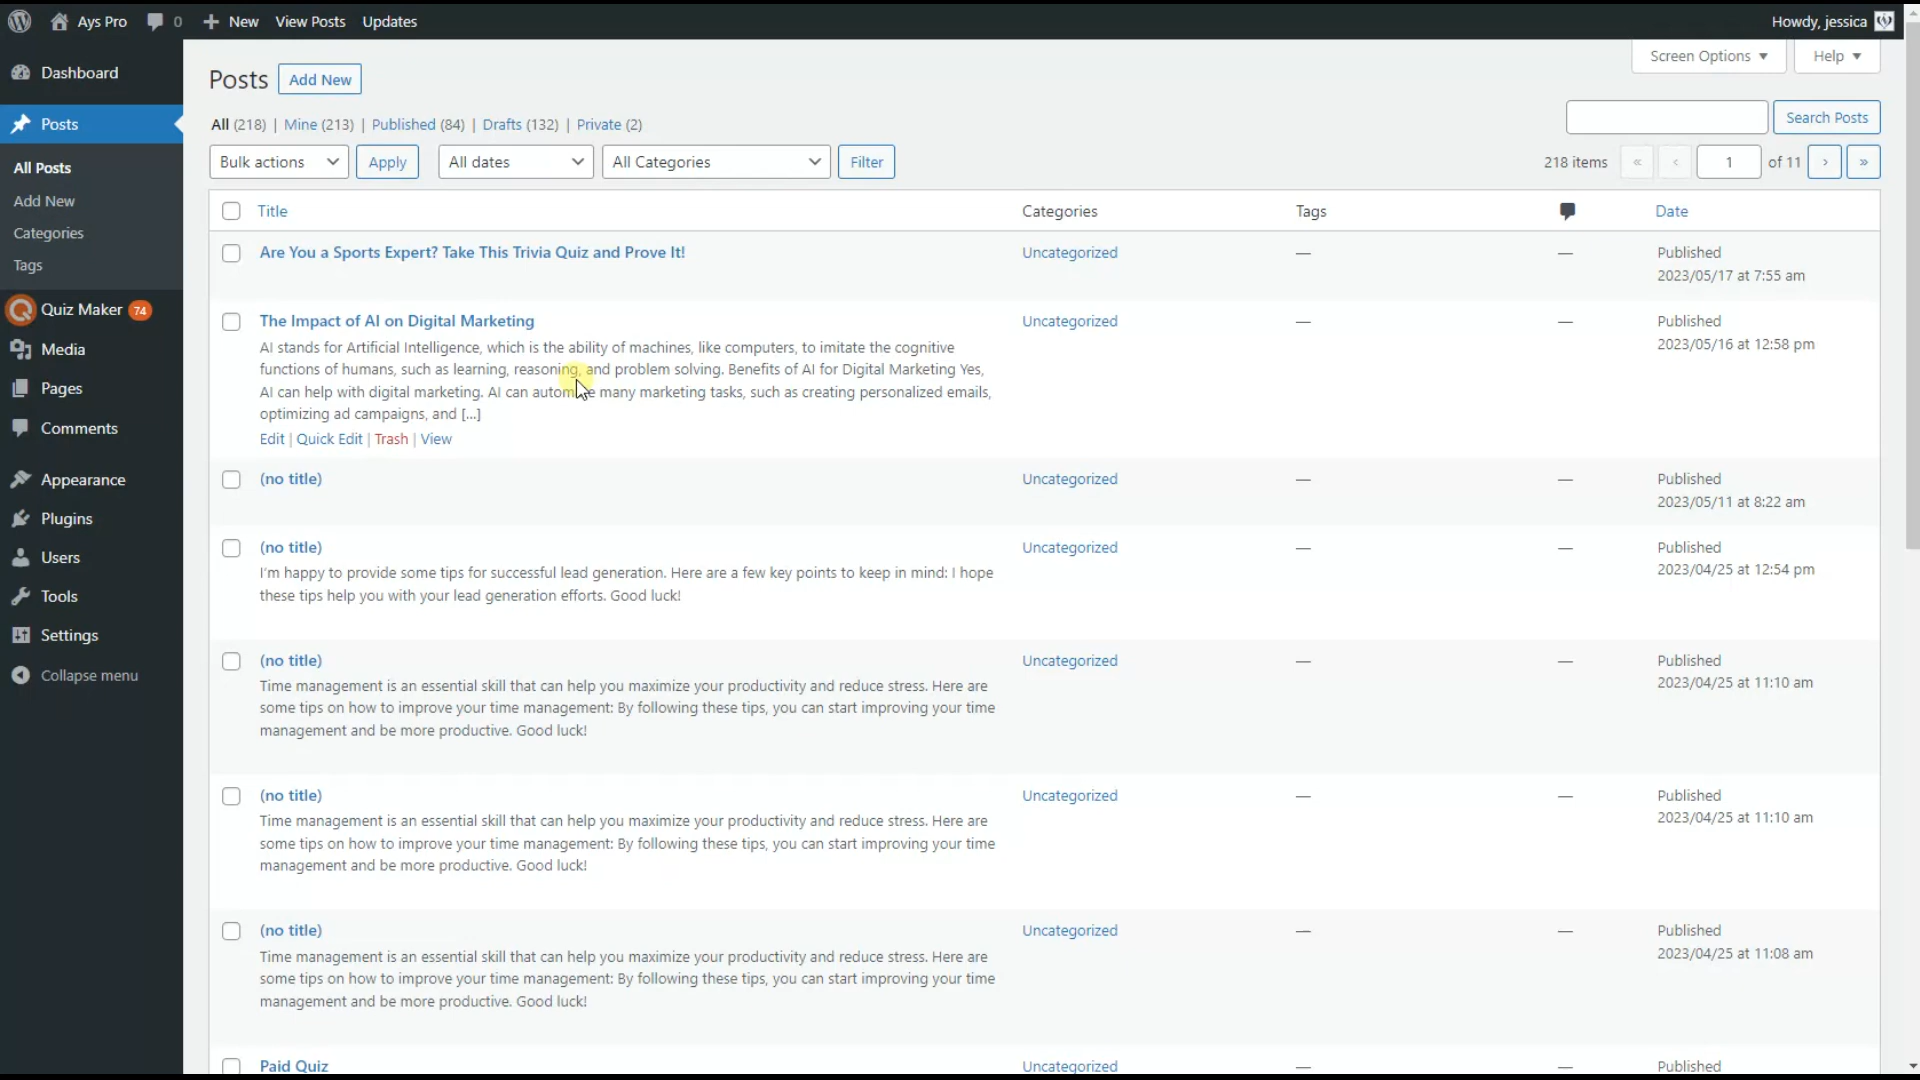 Ays Pro 0 New View Posts Updates Howdy, jessica
Dashboard
Posts
All Posts
Add New
Categories
Tags
Quiz Maker 74
Media
Pages
Comments
Appearance
Plugins
Users
Tools
Settings
Collapse menu
Screen Options Help
Posts Add New
All (218) | Mine (213) | Published (84) | Drafts (132) | Private (2)
Search Posts
Bulk actions Apply All dates All Categories Filter 218 items « ‹ 1 of 11 › »
Title Categories Tags Date
Are You a Sports Expert? Take This Trivia Quiz and Prove It! Uncategorized — — Published
2023/05/17 at 7:55 am
The Impact of AI on Digital Marketing Uncategorized — — Published
2023/05/16 at 12:58 pm
AI stands for Artificial Intelligence, which is the ability of machines, like computers, to imitate the cognitive
functions of humans, such as learning, reasoning, and problem solving. Benefits of AI for Digital Marketing Yes,
AI can help with digital marketing. AI can automate many marketing tasks, such as creating personalized emails,
optimizing ad campaigns, and [...]
Edit | Quick Edit | Trash | View
(no title) Uncategorized — — Published
2023/05/11 at 8:22 am
(no title) Uncategorized — — Published
2023/04/25 at 12:54 pm
I'm happy to provide some tips for successful lead generation. Here are a few key points to keep in mind: I hope
these tips help you with your lead generation efforts. Good luck!
(no title) Uncategorized — — Published
2023/04/25 at 11:10 am
Time management is an essential skill that can help you maximize your productivity and reduce stress. Here are
some tips on how to improve your time management: By following these tips, you can start improving your time
management and be more productive. Good luck!
(no title) Uncategorized — — Published
2023/04/25 at 11:10 am
Time management is an essential skill that can help you maximize your productivity and reduce stress. Here are
some tips on how to improve your time management: By following these tips, you can start improving your time
management and be more productive. Good luck!
(no title) Uncategorized — — Published
2023/04/25 at 11:08 am
Time management is an essential skill that can help you maximize your productivity and reduce stress. Here are
some tips on how to improve your time management: By following these tips, you can start improving your time
management and be more productive. Good luck!
Paid Quiz Uncategorized — — Published